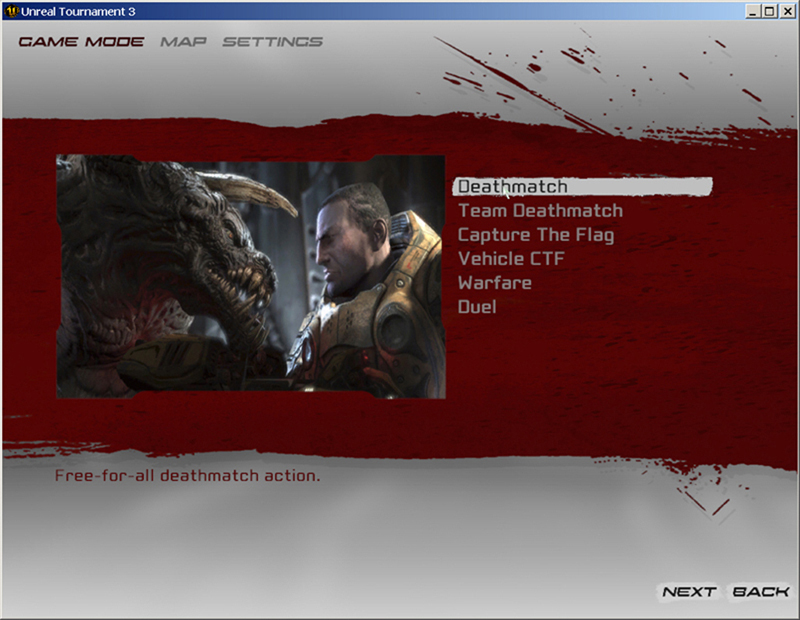 Unreal Tournament 3
GAME MODE MAP SETTINGS
Deathmatch
Team Deathmatch
Capture The Flag
Vehicle CTF
Warfare
Duel
Free-for-all deathmatch action.
NEXT BACK